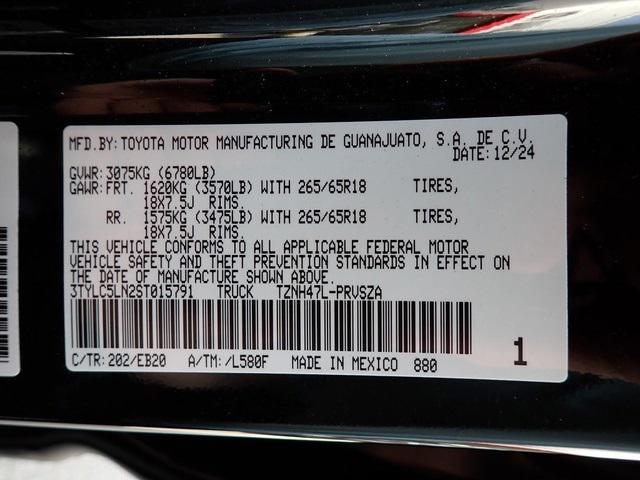 MFD.BY: TOYOTA MOTOR MANUFACTURING DE GUANAJUATO, S.A. DE C.V.
DATE: 12/24
GVWR: 3075KG (6780LB)
GAWR: FRT. 1620KG (3570LB) WITH 265/65R18 TIRES,
18X7.5J RIMS.
RR. 1575KG (3475LB) WITH 265/65R18 TIRES,
18X7.5J RIMS.
THIS VEHICLE CONFORMS TO ALL APPLICABLE FEDERAL MOTOR
VEHICLE SAFETY AND THEFT PREVENTION STANDARDS IN EFFECT
ON THE DATE OF MANUFACTURE SHOWN ABOVE.
3TYLC5LN2ST015791 TRUCK TZNH47L-PRVSZA
C/TR: 202/EB20 A/TM: /L580F MADE IN MEXICO 880 1